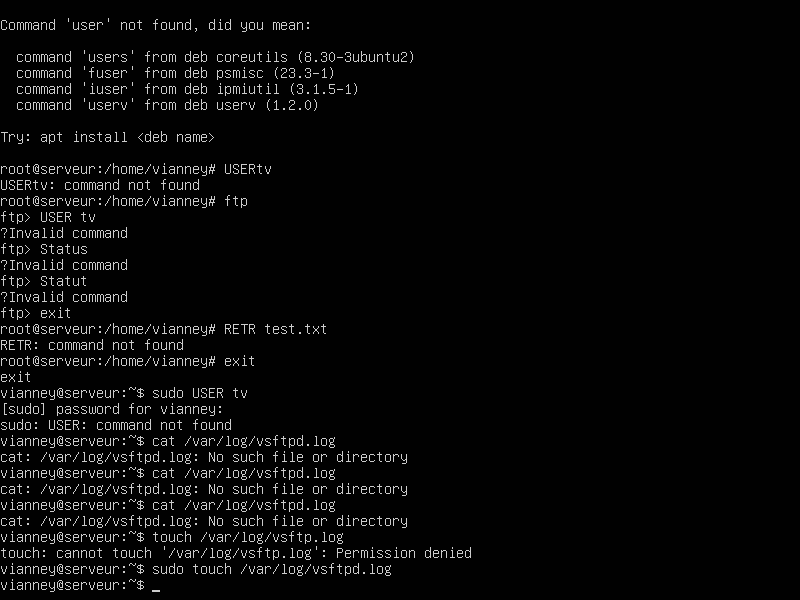 Command 'user' not found, did you mean:
command 'users' from deb coreutils (8.30-3ubuntu2)
command 'fuser' from deb psmisc (23.3-1)
command 'iuser' from deb ipmiutil (3.1.5-1)
command 'userv' from deb userv (1.2.0)
Try: apt install <deb name>
root@serveur:/home/vianney# USERtv
USERtv: command not found
root@serveur:/home/vianney# ftp
ftp> USER tv
?Invalid command
ftp> Status
?Invalid command
ftp> Statut
?Invalid command
ftp> exit
root@serveur:/home/vianney# RETR test.txt
RETR: command not found
root@serveur:/home/vianney# exit
exit
vianney@serveur:~$ sudo USER tv
[sudo] password for vianney:
sudo: USER: command not found
vianney@serveur:~$ cat /var/log/vsftpd.log
cat: /var/log/vsftpd.log: No such file or directory
vianney@serveur:~$ cat /var/log/vsftpd.log
cat: /var/log/vsftpd.log: No such file or directory
vianney@serveur:~$ cat /var/log/vsftpd.log
cat: /var/log/vsftpd.log: No such file or directory
vianney@serveur:~$ touch /var/log/vsftp.log
touch: cannot touch '/var/log/vsftp.log': Permission denied
vianney@serveur:~$ sudo touch /var/log/vsftpd.log
vianney@serveur:~$ _